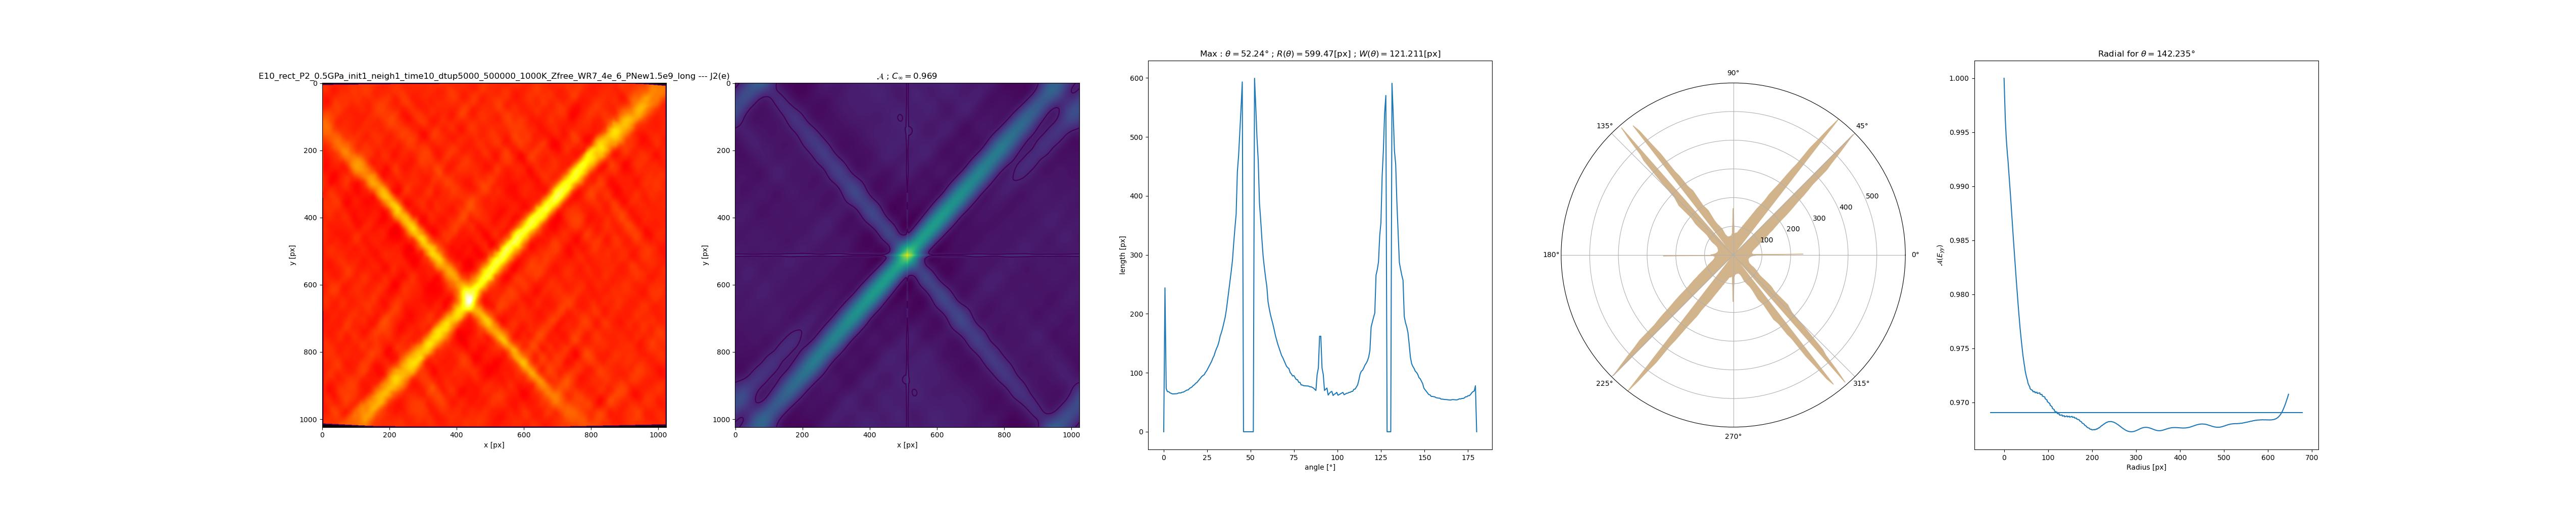 E10_rect_P2_0.5GPa_init1_neigh1_time10_dtup5000_500000_1000K_Zfree_WR7_4e_6_PNew1.5e9_long --- J2(e)
0
200
400
600
800
1000
y [px]
0 200 400 600 800 1000
x [px]
𝒜 ; C∞ = 0.969
0
200
400
600
800
1000
y [px]
0 200 400 600 800 1000
x [px]
Max : θ = 52.24° ; R(θ) = 599.47[px] ; W(θ) = 121.211[px]
600
500
400
300
200
100
0
length [px]
0 25 50 75 100 125 150 175
angle [°]
90°
135° 45°
500
400
300
200
100
180° 0°
225° 315°
270°
Radial for θ = 142.235°
1.000
0.995
0.990
0.985
0.980
0.975
0.970
𝒜(E_yy)
0 100 200 300 400 500 600 700
Radius [px]